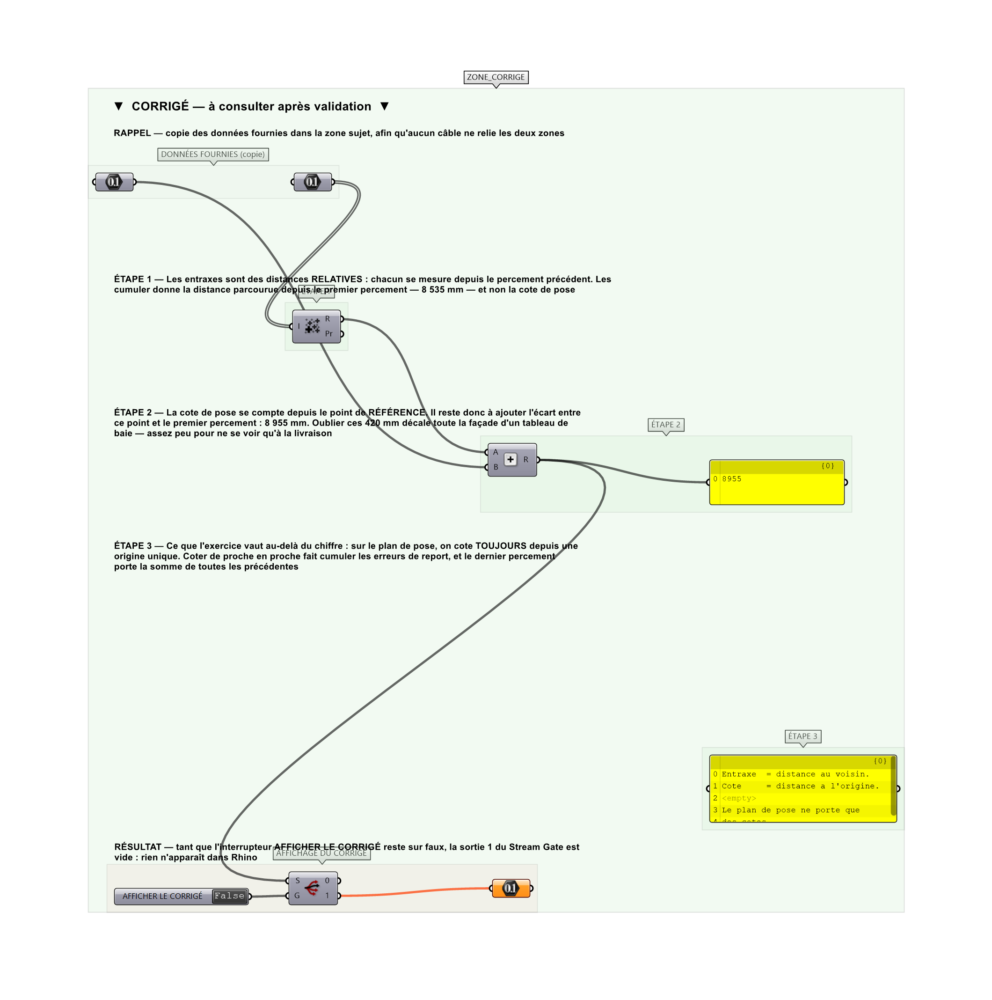 ZONE_CORRIGE
▼ CORRIGÉ — à consulter après validation ▼
RAPPEL — copie des données fournies dans la zone sujet, afin qu'aucun câble ne relie les deux zones
DONNÉES FOURNIES (copie)
0.1
0.1
ÉTAPE 1 — Les entraxes sont des distances RELATIVES : chacun se mesure depuis le percement précédent. Les
cumuler donne la distance parcourue depuis le premier percement — 8 535 mm — et non la cote de pose
ÉTAPE 1
I
R
Pr
ÉTAPE 2 — La cote de pose se compte depuis le point de RÉFÉRENCE. Il reste donc à ajouter l'écart entre
ce point et le premier percement : 8 955 mm. Oublier ces 420 mm décale toute la façade d'un tableau de
baie — assez peu pour ne se voir qu'à la livraison
ÉTAPE 2
A
B
R
{0}
0 8955
ÉTAPE 3 — Ce que l'exercice vaut au-delà du chiffre : sur le plan de pose, on cote TOUJOURS depuis une
origine unique. Coter de proche en proche fait cumuler les erreurs de report, et le dernier percement
porte la somme de toutes les précédentes
ÉTAPE 3
{0}
0 Entraxe = distance au voisin.
1 Cote = distance a l'origine.
2 <empty>
3 Le plan de pose ne porte que
RÉSULTAT — tant que l'interrupteur AFFICHER LE CORRIGÉ reste sur faux, la sortie 1 du Stream Gate est
vide : rien n'apparaît dans Rhino
AFFICHAGE DU CORRIGÉ
S
G
0
1
0.1
AFFICHER LE CORRIGÉ False